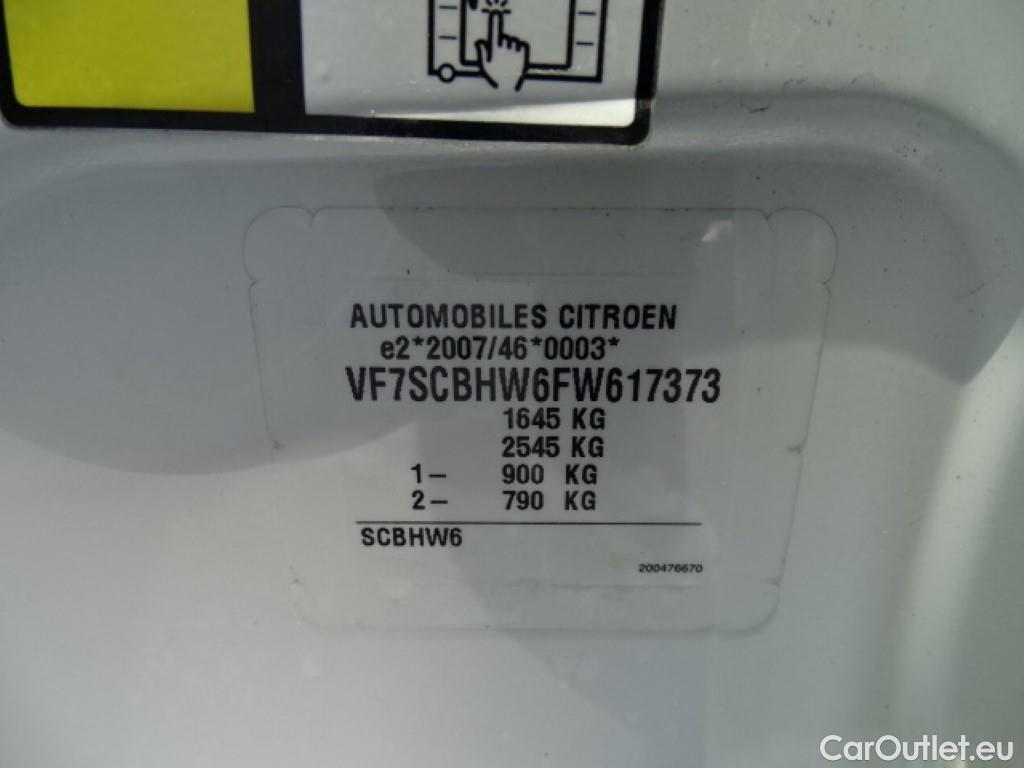 AUTOMOBILES CITROEN
e2*2007/46*0003*
VF7SCBHW6FW617373
1645 KG
2545 KG
1- 900 KG
2- 790 KG
SCBHW6
200476670
CarOutlet.eu